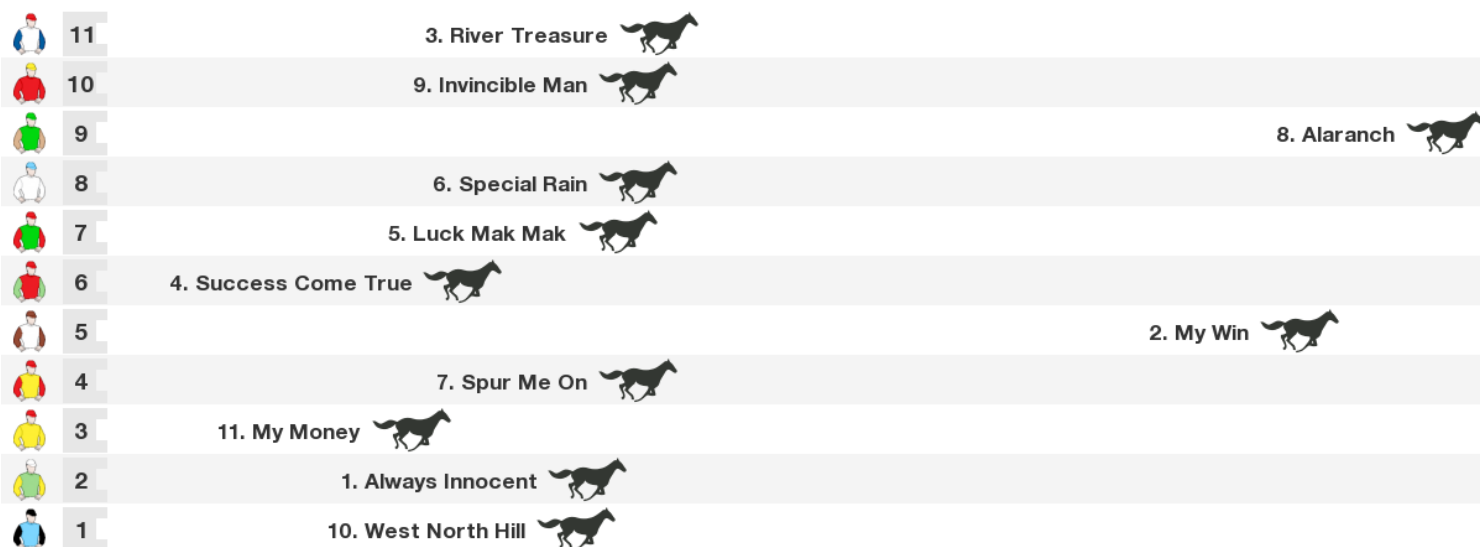 11 3. River Treasure
10 9. Invincible Man
9 8. Alaranch
8 6. Special Rain
7 5. Luck Mak Mak
6 4. Success Come True
5 2. My Win
4 7. Spur Me On
3 11. My Money
2 1. Always Innocent
1 10. West North Hill